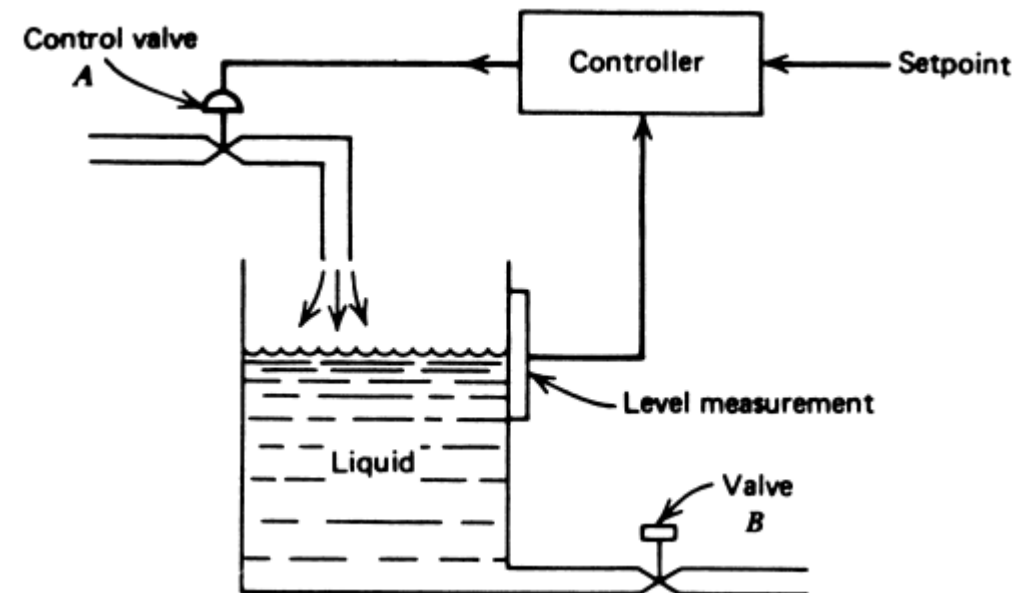 Control valve
A
Controller
Setpoint
Level measurement
Liquid
Valve
B